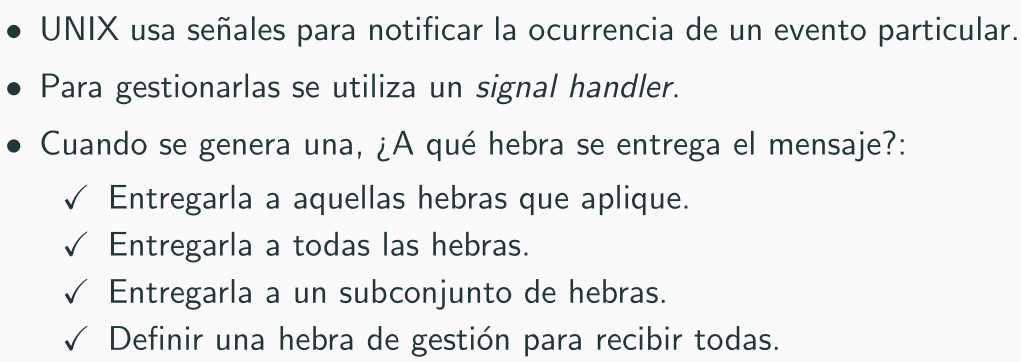 • UNIX usa señales para notificar la ocurrencia de un evento particular.
• Para gestionarlas se utiliza un signal handler.
• Cuando se genera una, ¿A qué hebra se entrega el mensaje?:
✓ Entregarla a aquellas hebras que aplique.
✓ Entregarla a todas las hebras.
✓ Entregarla a un subconjunto de hebras.
✓ Definir una hebra de gestión para recibir todas.